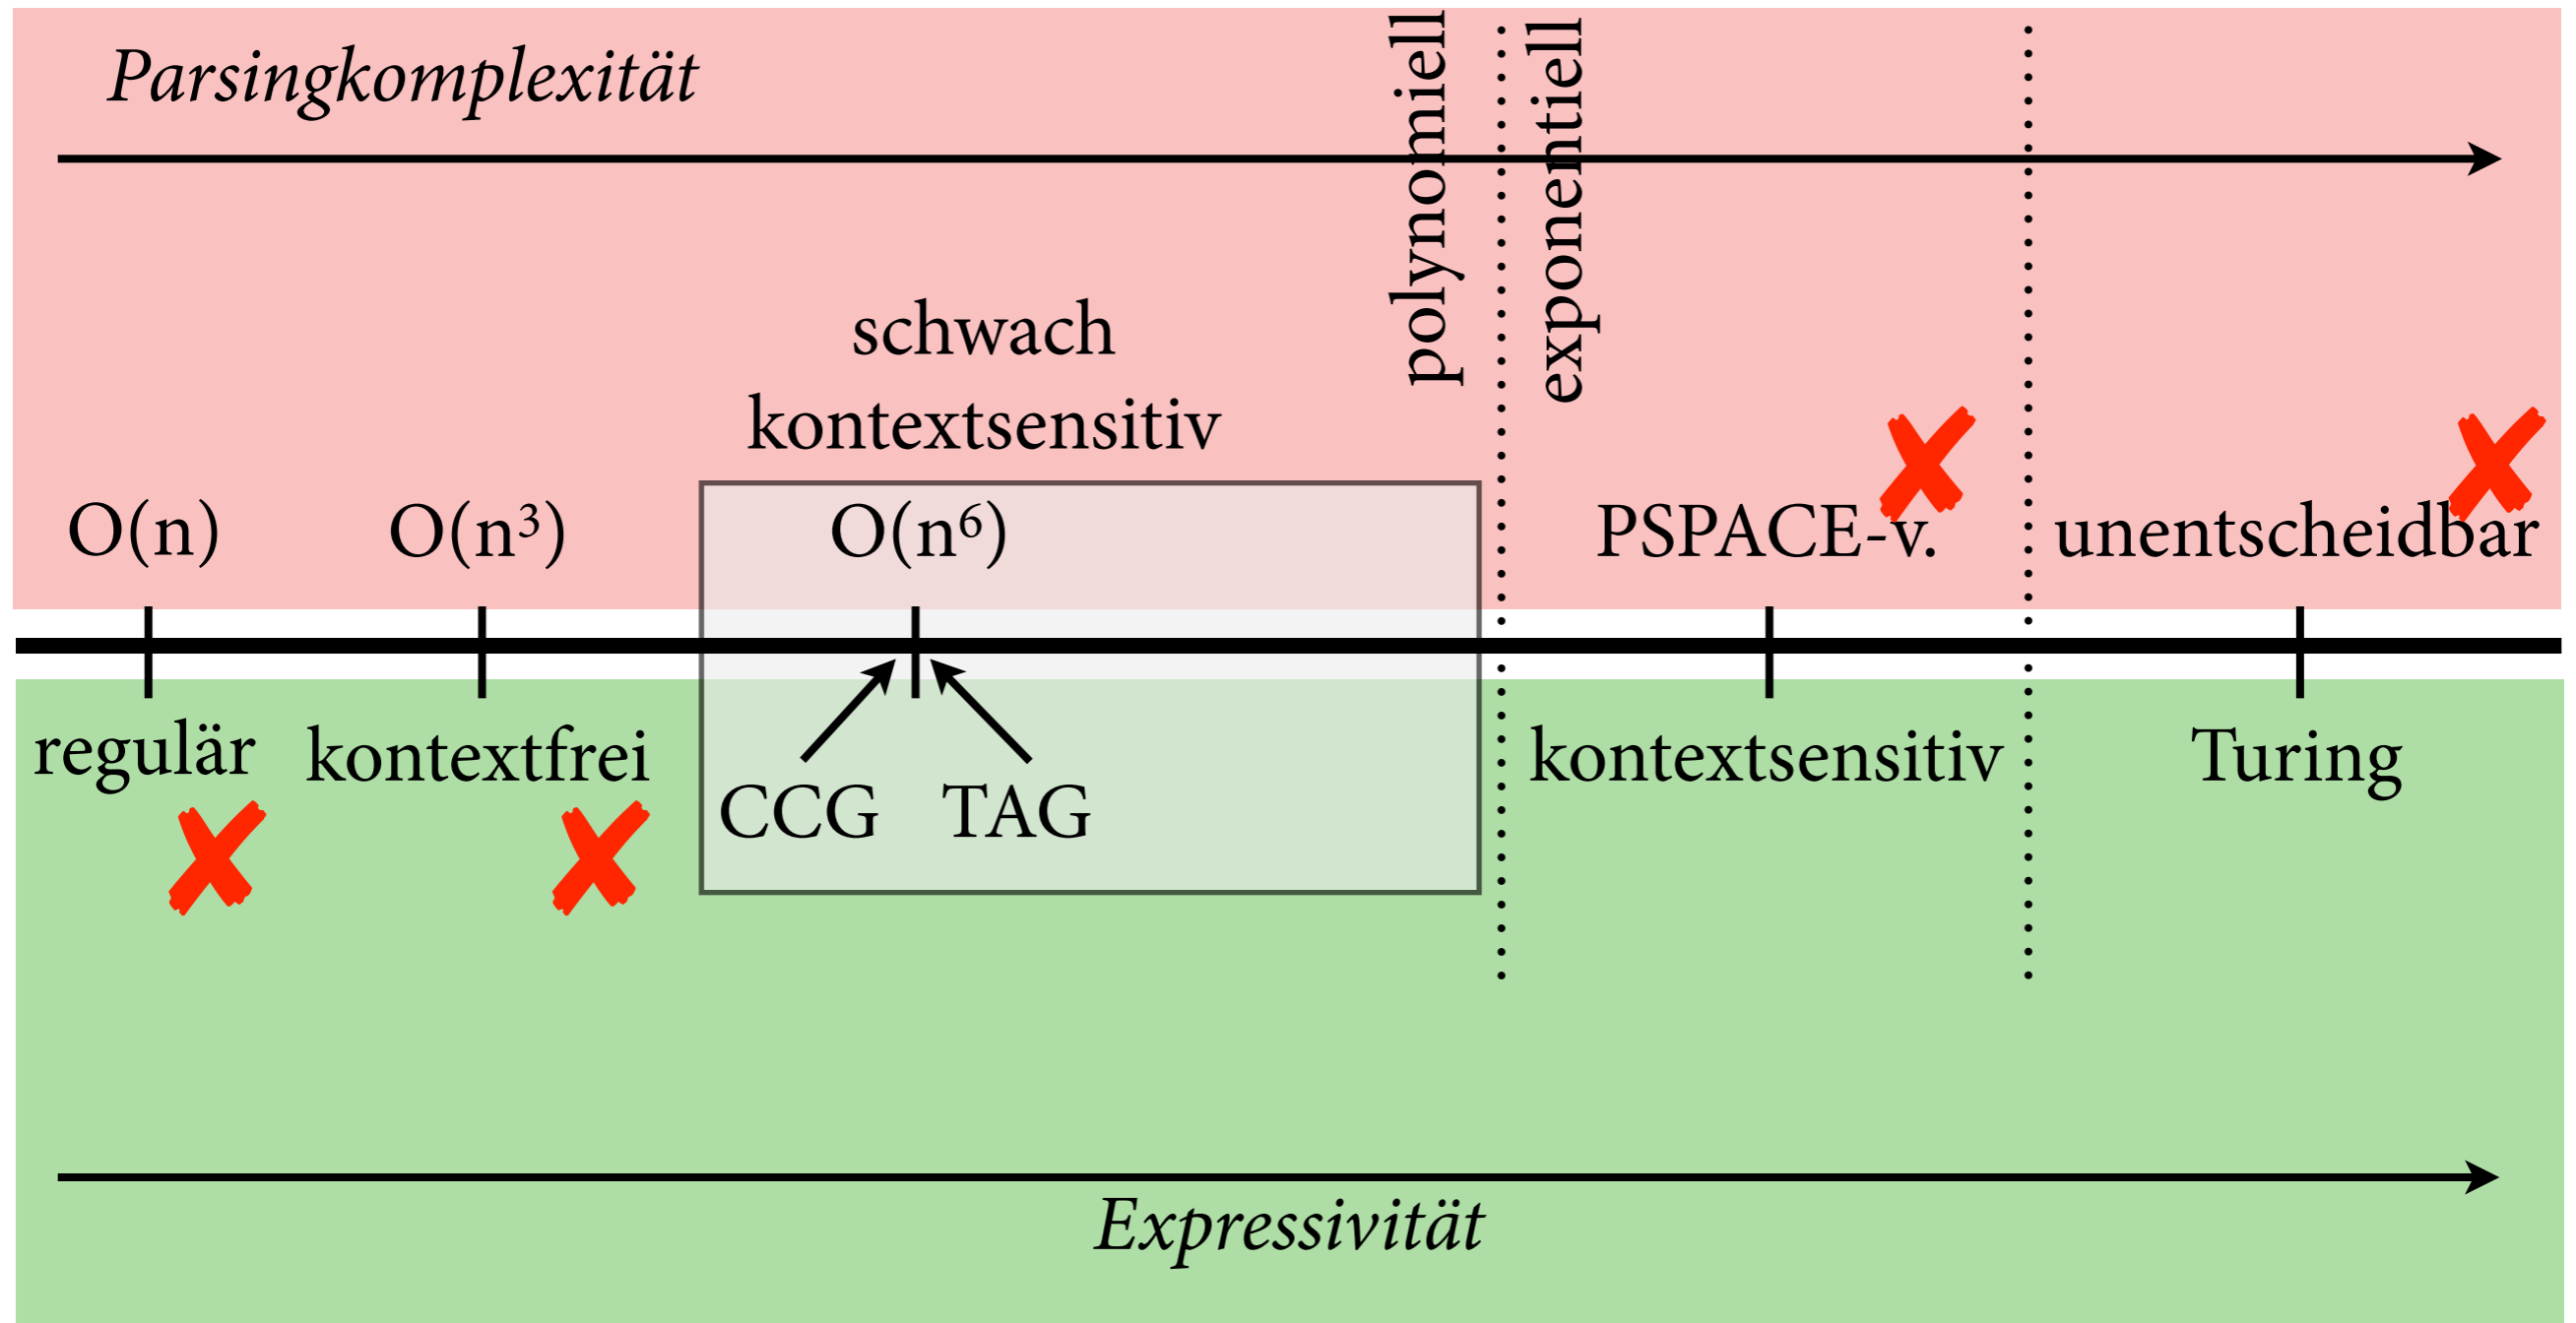 Parsingkomplexität
polynomiell
exponentiell
schwach
kontextsensitiv
O(n)
O(n³)
O(n⁶)
PSPACE-v.
unentscheidbar
regulär
kontextfrei
CCG
TAG
kontextsensitiv
Turing
Expressivität